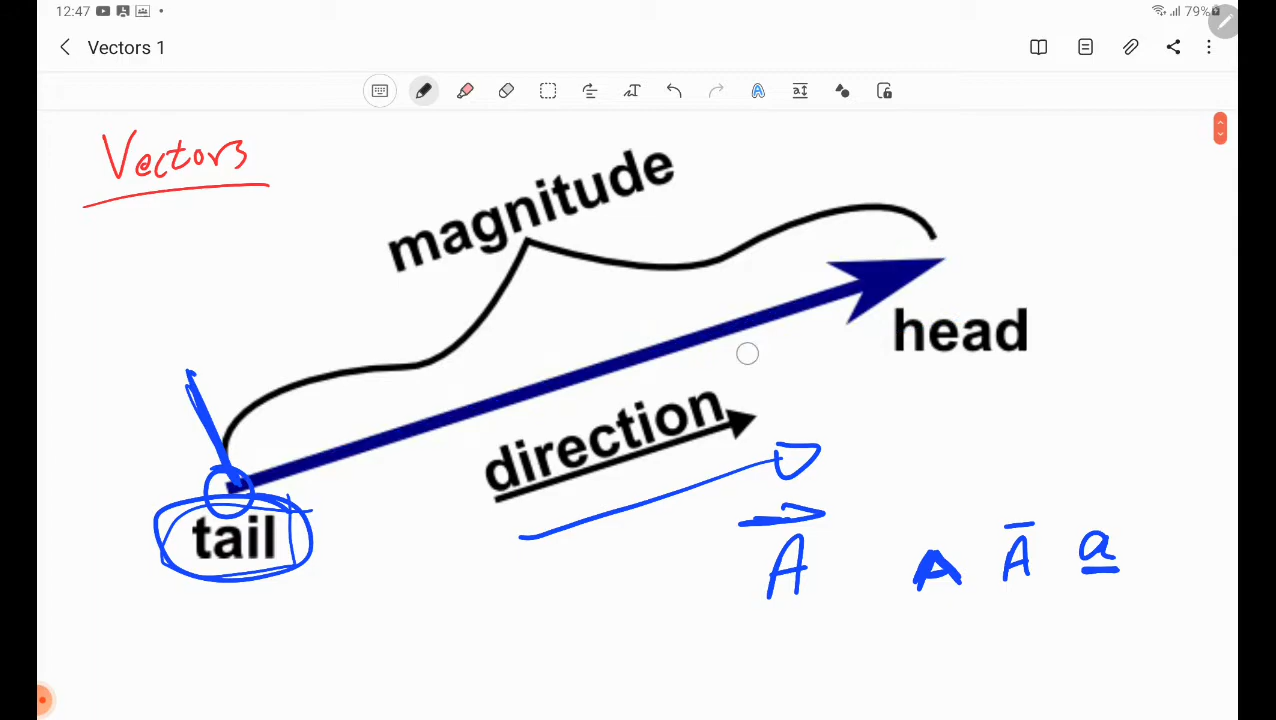 12:47
79%
Vectors 1
Vectors
magnitude
head
direction
tail
A A A a